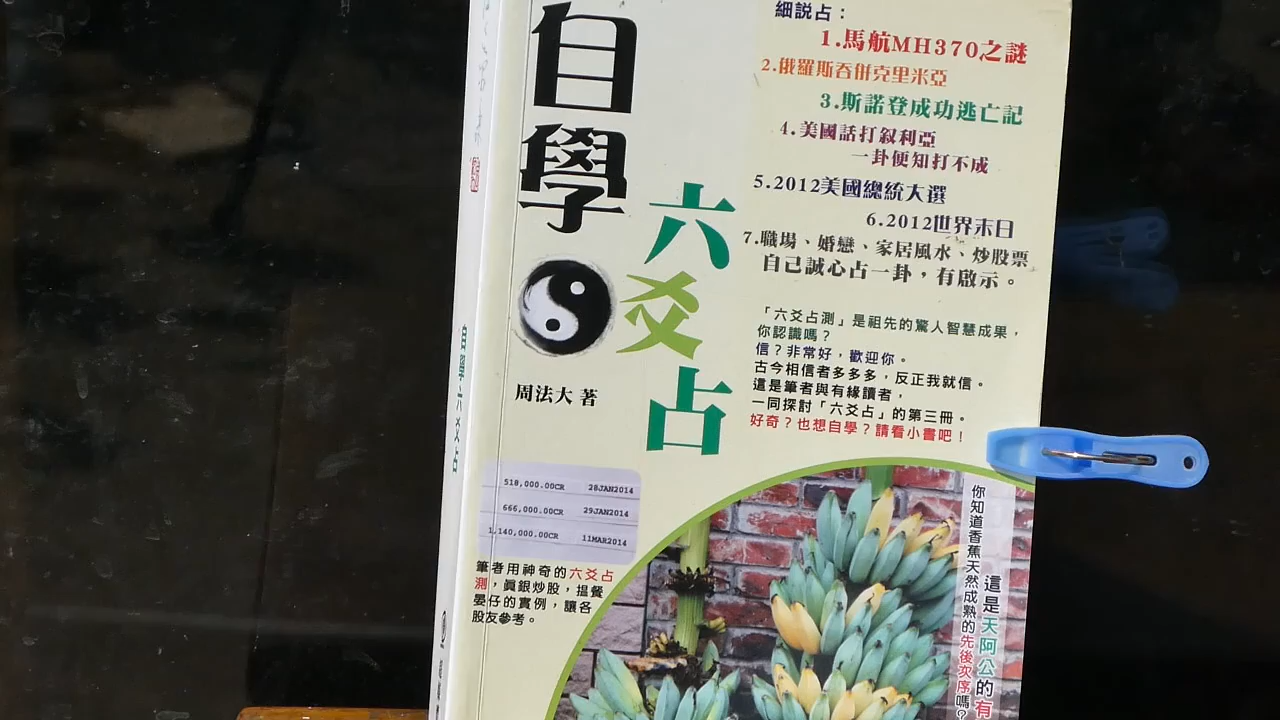 自學
六爻占
周法大 著
細說占：
1.馬航MH370之謎
2.俄羅斯吞併克里米亞
3.斯諾登成功逃亡記
4.美國話打叙利亞
一卦便知打不成
5.2012美國總統大選
6.2012世界末日
7.職場、婚戀、家居風水、炒股票
自己誠心占一卦，有啟示。
「六爻占測」是祖先的驚人智慧成果，
你認識嗎？
信？非常好，歡迎你。
古今相信者多多多，反正我就信。
這是筆者與有緣讀者，
一同探討「六爻占」的第三冊。
好奇？也想自學？請看小書吧！
518,000.00CR 28JAN2014
666,000.00CR 29JAN2014
1,140,000.00CR 11MAR2014
筆者用神奇的六爻占
測，真銀炒股，搵餐
晏仔的實例，讓各
股友參考。
你知道香蕉天然成熟的先後次序嗎？
這是天阿公的有
自學六爻占